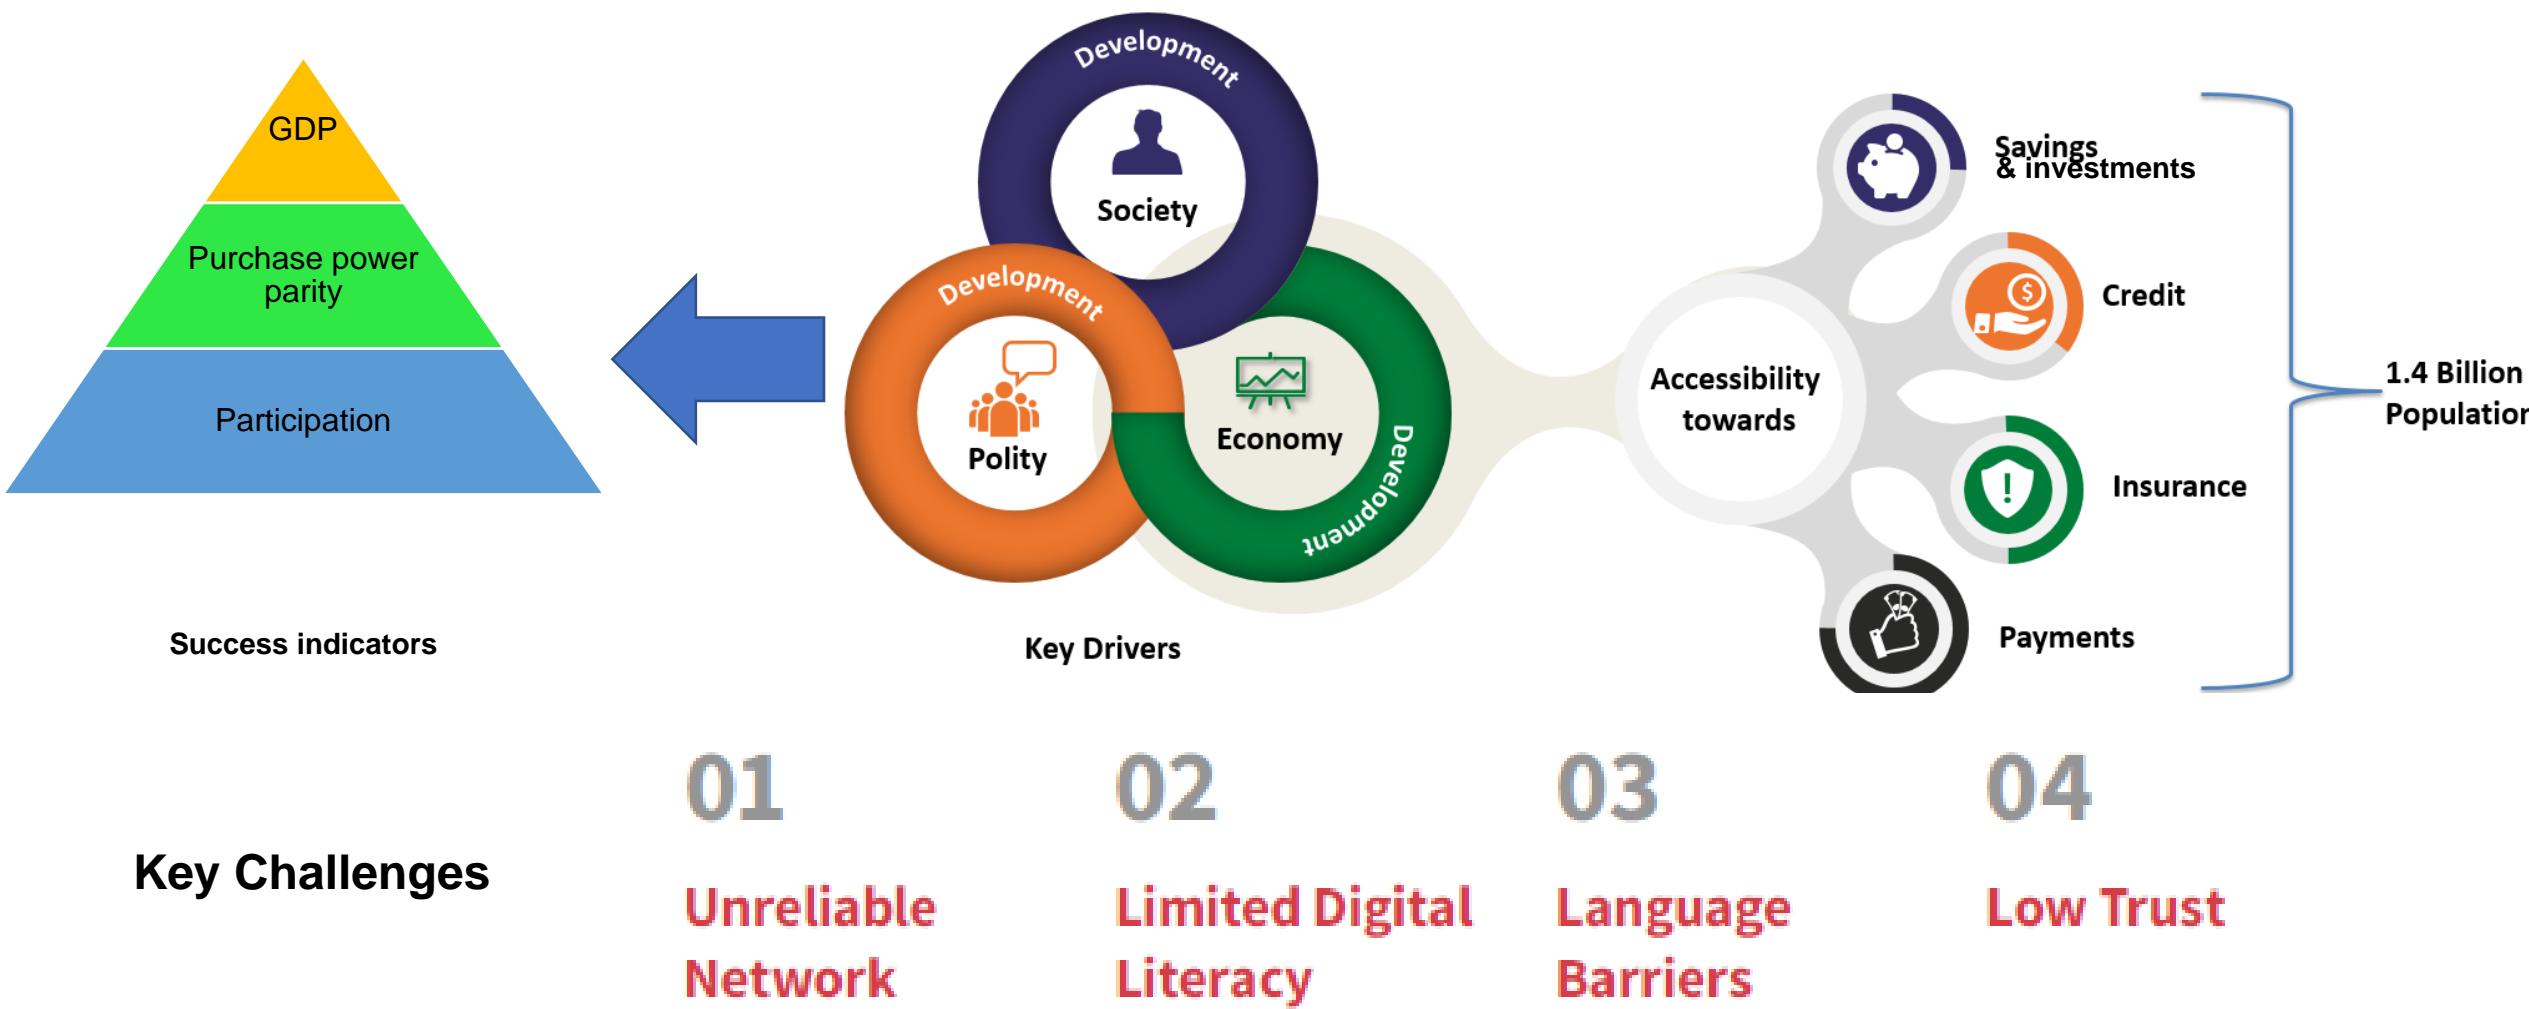 GDP
Purchase power
parity
Participation
Success indicators
Development
Society
Development
Polity
Economy
Development
Key Drivers
Accessibility
towards
Savings
& investments
$
Credit
!
Insurance
Payments
1.4 Billion
Population
Key Challenges
01
Unreliable
Network
02
Limited Digital
Literacy
03
Language
Barriers
04
Low Trust